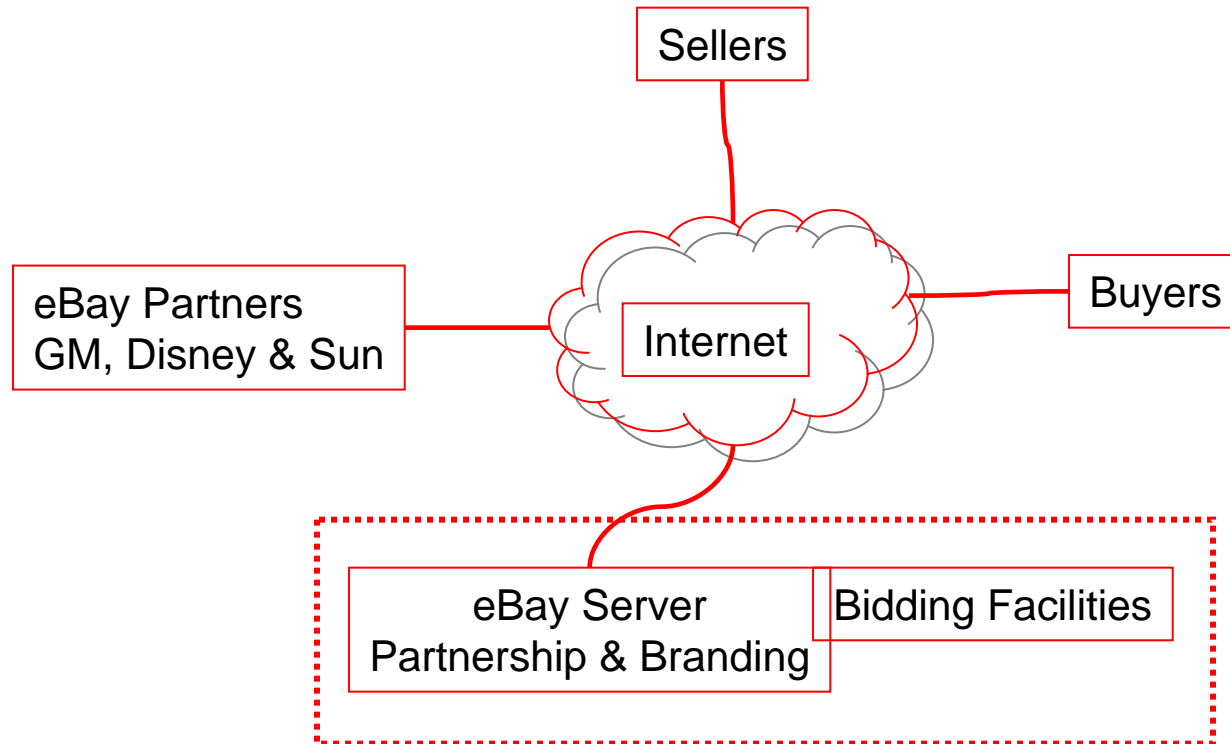 Sellers
eBay Partners
GM, Disney & Sun
Internet
Buyers
eBay Server
Partnership & Branding
Bidding Facilities